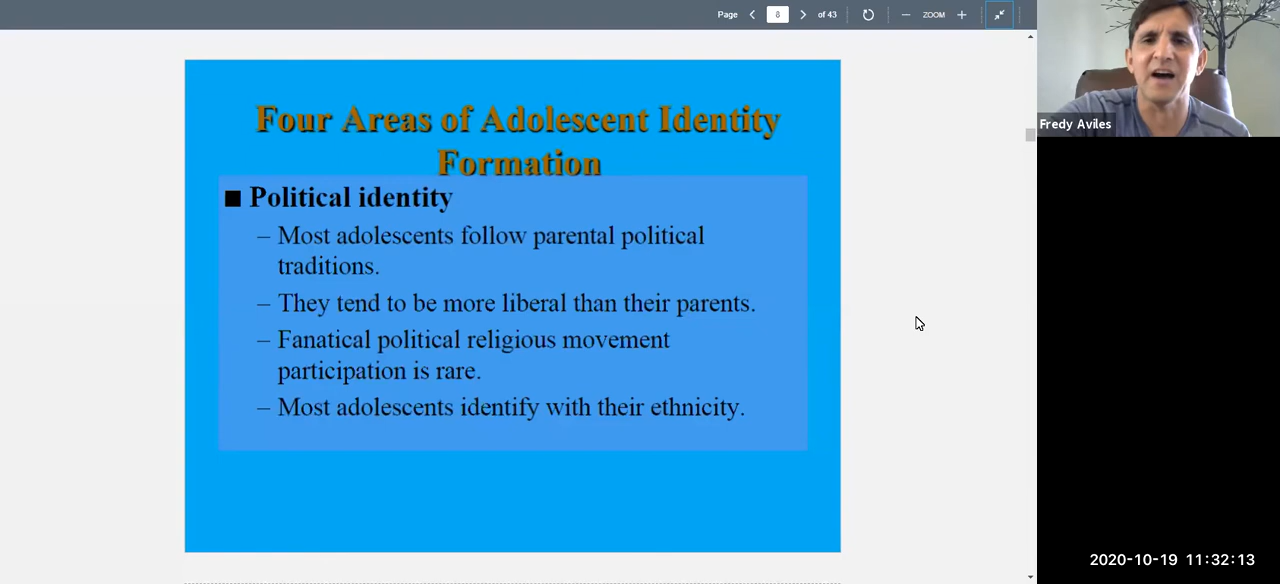 Page 8 of 43 ZOOM
Four Areas of Adolescent Identity
Formation
■ Political identity
– Most adolescents follow parental political
traditions.
– They tend to be more liberal than their parents.
– Fanatical political religious movement
participation is rare.
– Most adolescents identify with their ethnicity.
Fredy Aviles
2020-10-19 11:32:13